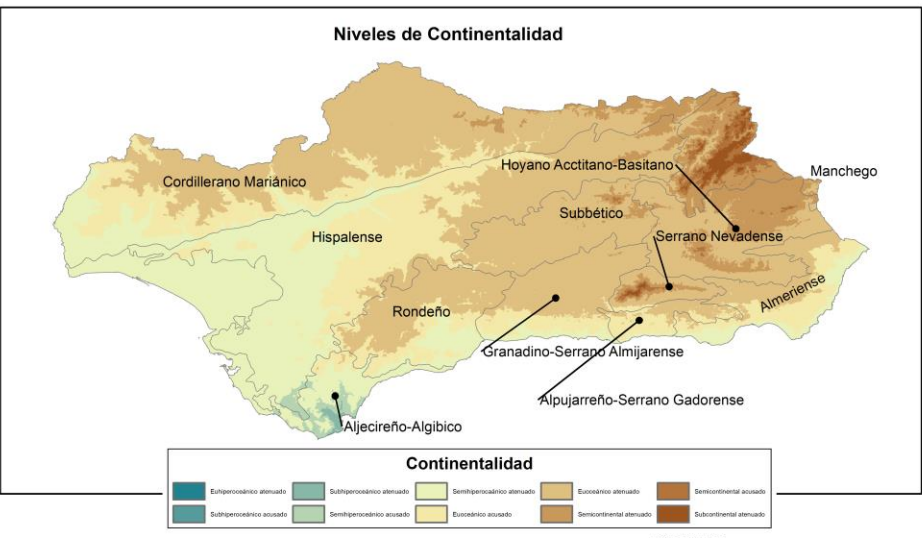 Niveles de Continentalidad
Hoyano Acctitano-Basitano
Manchego
Cordillerano Mariánico
Subbético
Hispalense
Serrano Nevadense
Almeriense
Rondeño
Granadino-Serrano Almijarense
Alpujarreño-Serrano Gadorense
Aljecireño-Algibico
Continentalidad
Euhiperoceánico atenuado
Subhiperoceánico atenuado
Semihiperocaánico atenuado
Euoceánico atenuado
Semicontinental acusado
Subhiperoceánico acusado
Semihiperoceánico acusado
Euoceánico acusado
Semicontinental atenuado
Subcontinental atenuado